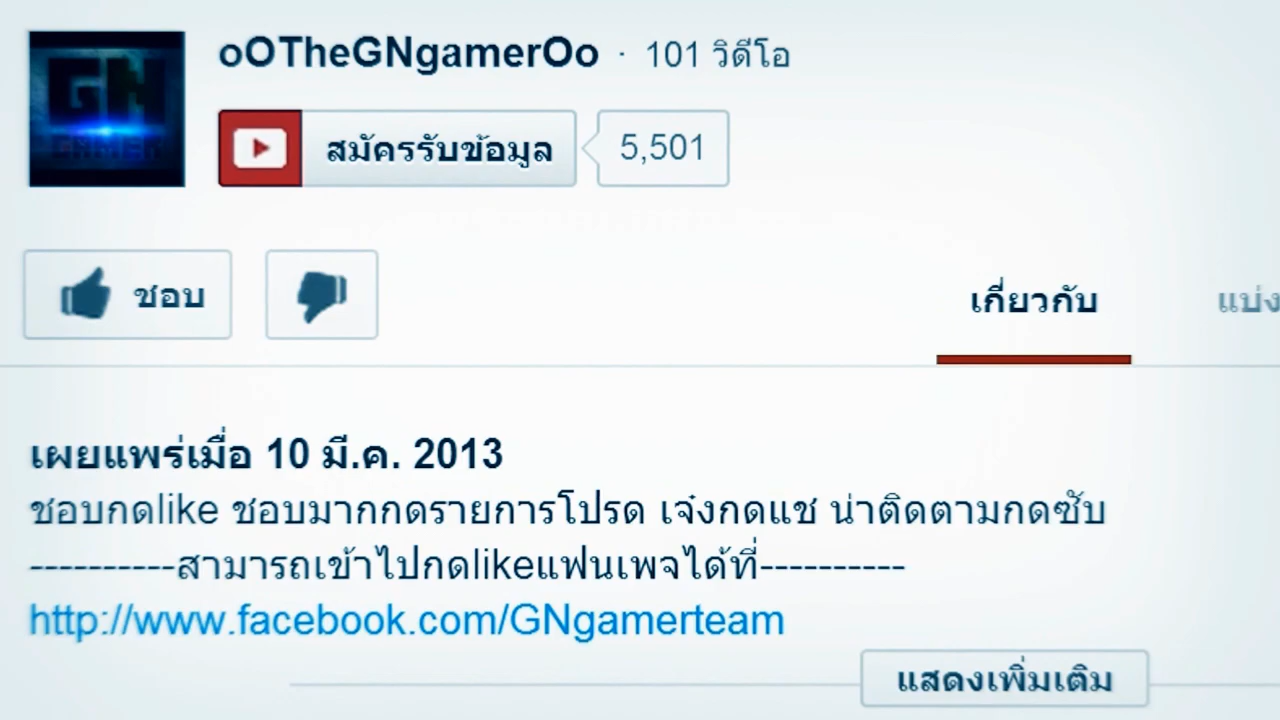 GN
GAMER
oOTheGNgamerOo · 101 วิดีโอ
สมัครรับข้อมูล 5,501
ชอบ
เกี่ยวกับ แบ่ง
เผยแพร่เมื่อ 10 มี.ค. 2013
ชอบกดlike ชอบมากกดรายการโปรด เจ๋งกดแช น่าติดตามกดซับ
----------สามารถเข้าไปกดlikeแฟนเพจได้ที่----------
http://www.facebook.com/GNgamerteam
แสดงเพิ่มเติม